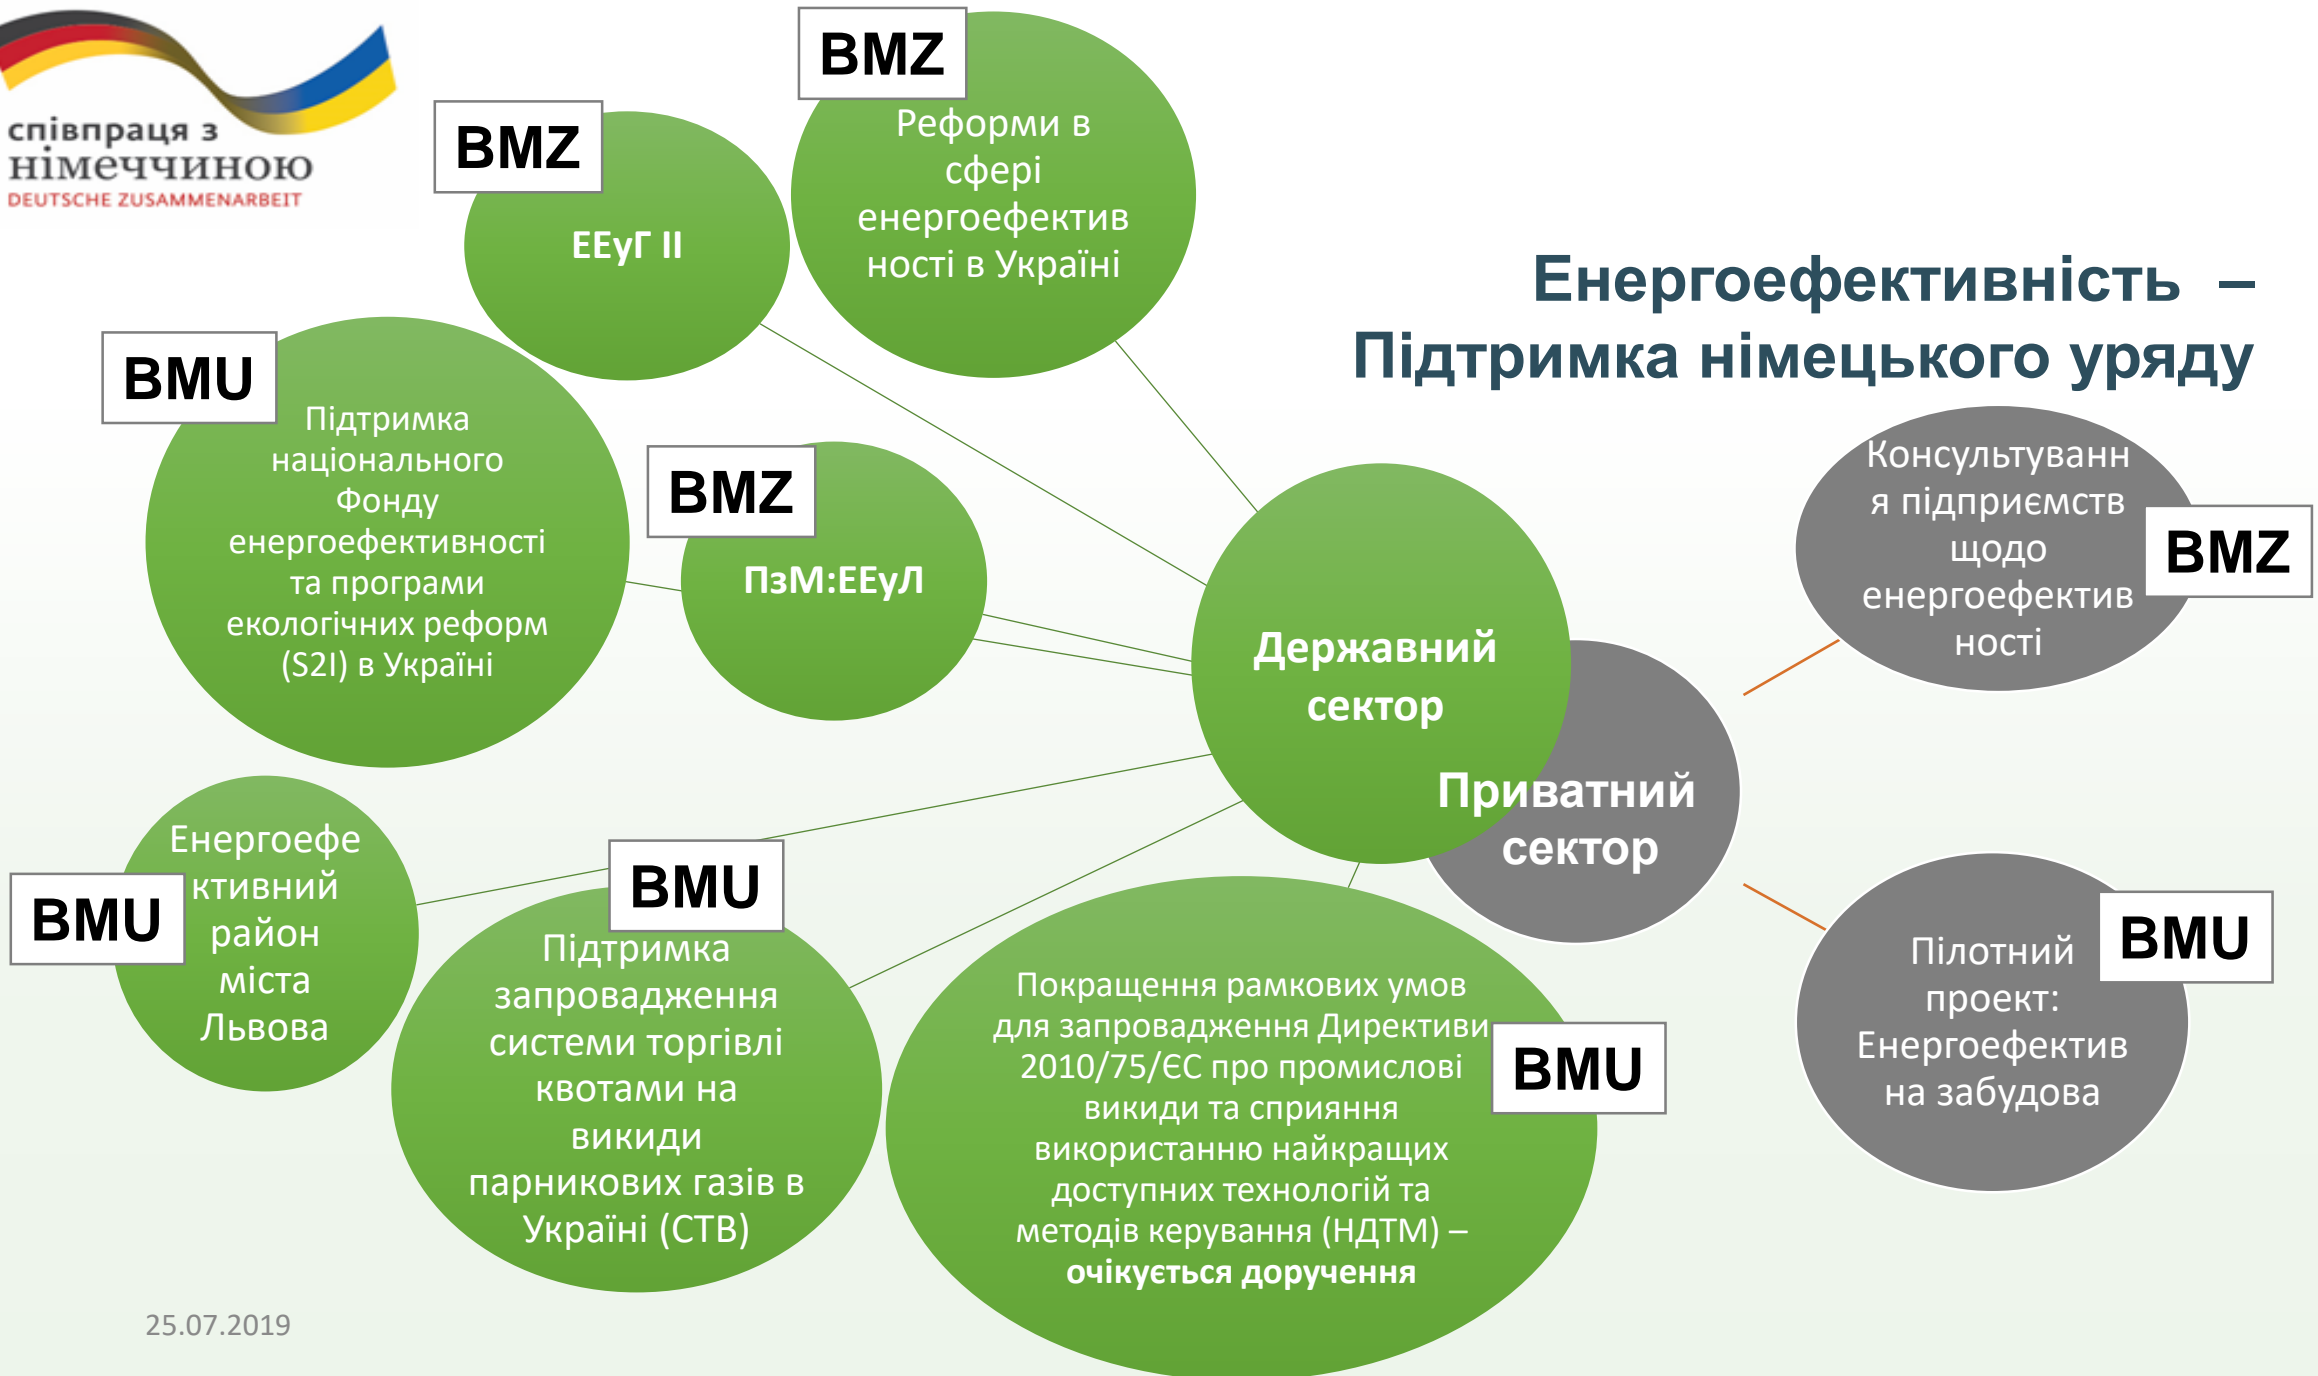 співпраця з
німеччиною
DEUTSCHE ZUSAMMENARBEIT
BMZ
Реформи в
сфері
енергоефектив
ності в Україні
BMZ
ЕЕуГ II
Енергоефективність –
Підтримка німецького уряду
BMU
Підтримка
національного
Фонду
енергоефективності
та програми
екологічних реформ
(S2I) в Україні
BMZ
ПзМ:ЕЕуЛ
Державний
сектор
Приватний
сектор
Консультуванн
я підприємств
щодо
енергоефектив
ності
BMZ
Енергоефе
ктивний
район
міста
Львова
BMU
BMU
Підтримка
запровадження
системи торгівлі
квотами на
викиди
парникових газів в
Україні (СТВ)
Покращення рамкових умов
для запровадження Директиви
2010/75/ЄС про промислові
викиди та сприяння
використанню найкращих
доступних технологій та
методів керування (НДТМ) –
очікується доручення
BMU
Пілотний
проект:
Енергоефектив
на забудова
BMU
25.07.2019